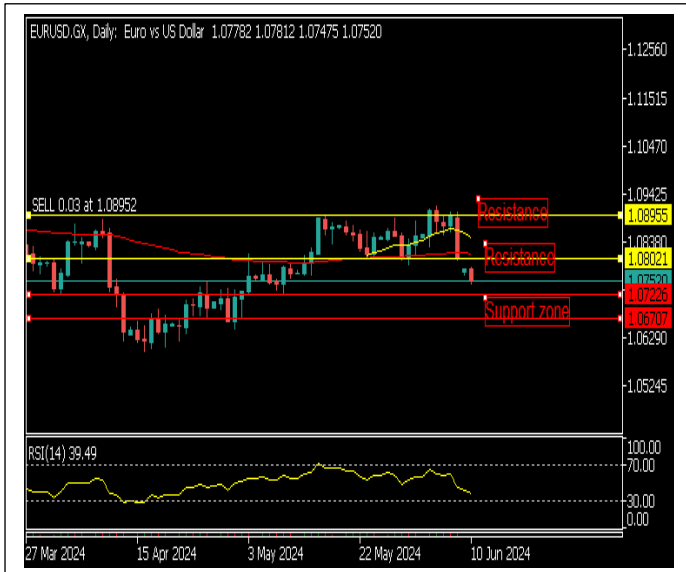 EURUSD.GX, Daily: Euro vs US Dollar 1.07782 1.07812 1.07475 1.07520
1.12560
1.11515
1.10470
1.09425
SELL 0.03 at 1.08952
Resistance
1.08955
1.08380
Resistance
1.08021
1.07520
1.07226
Support zone
1.06707
1.06290
1.05245
RSI(14) 39.49
100.00
70.00
30.00
0.00
27 Mar 2024
15 Apr 2024
3 May 2024
22 May 2024
10 Jun 2024